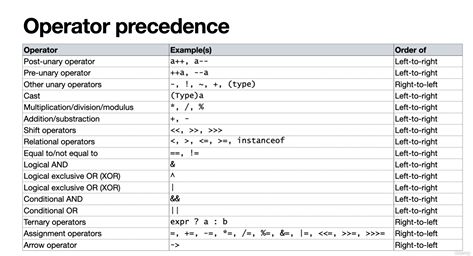 Operator precedence
Operator Example(s) Order of
Post-unary operator a++, a-- Left-to-right
Pre-unary operator ++a, --a Left-to-right
Other unary operators -, !, ~, +, (type) Right-to-left
Cast (Type)a Left-to-right
Multiplication/division/modulus *, /, % Left-to-right
Addition/substraction +, - Left-to-right
Shift operators <<, >>, >>> Left-to-right
Relational operators <, >, <=, >=, instanceof Left-to-right
Equal to/not equal to ==, != Left-to-right
Logical AND & Left-to-right
Logical exclusive OR (XOR) ^ Left-to-right
Logical exclusive OR (XOR) | Left-to-right
Conditional AND && Left-to-right
Conditional OR || Left-to-right
Ternary operators expr ? a : b Right-to-left
Assignment operators =, +=, -=, *=, /=, %=, &=, |=, <<=, >>=, >>>= Right-to-left
Arrow operator -> Right-to-left